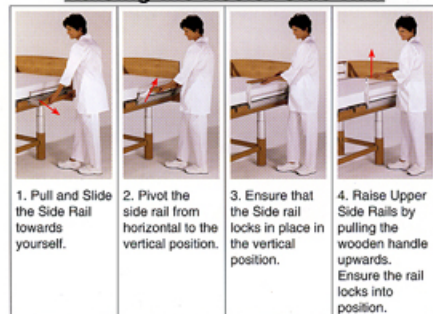 1. Pull and Slide
the Side Rail
towards
yourself.
2. Pivot the
side rail from
horizontal to the
vertical position.
3. Ensure that
the Side rail
locks in place in
the vertical
position.
4. Raise Upper
Side Rails by
pulling the
wooden handle
upwards.
Ensure the rail
locks into
position.